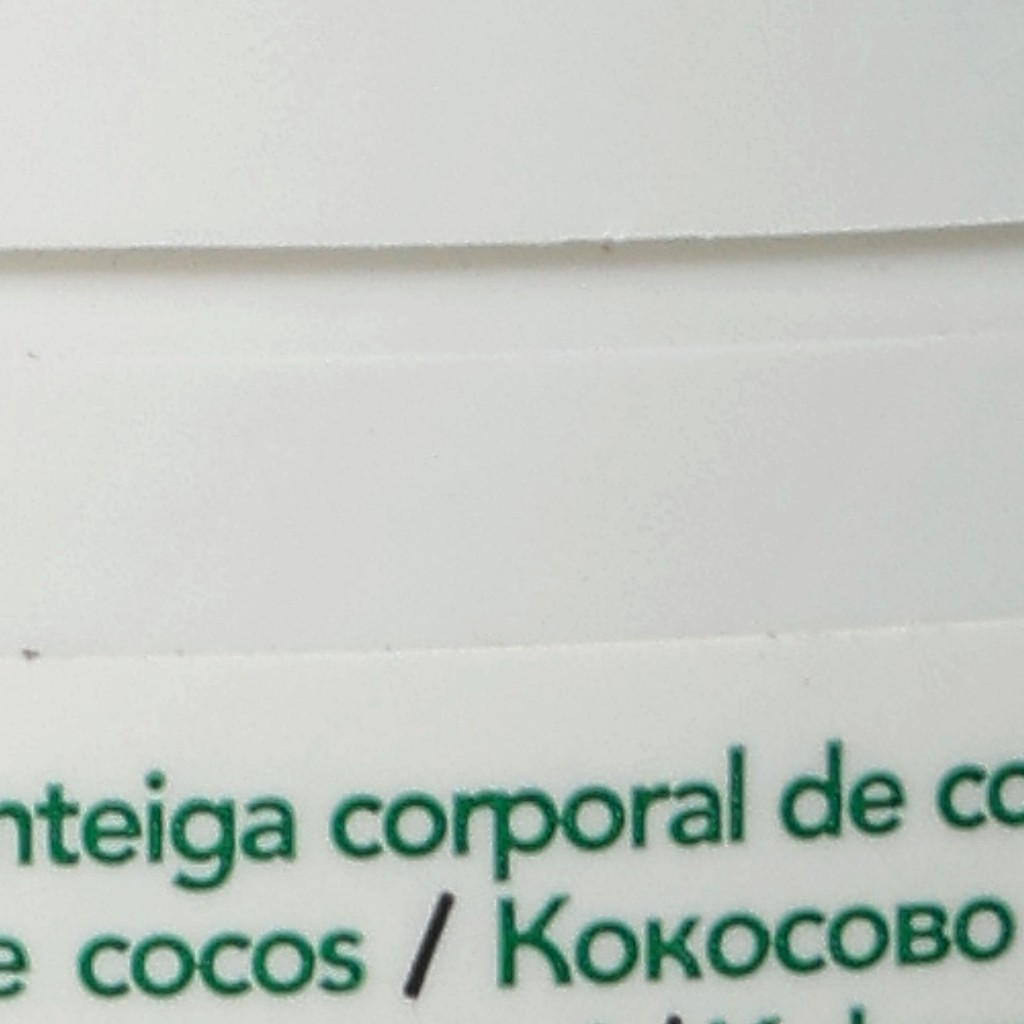 nteiga corporal de co
e cocos / Кокосово